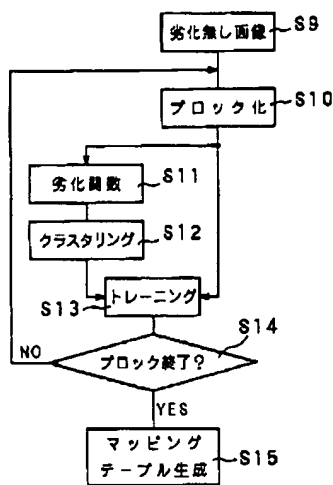 劣化無し画像
S9
ブロック化
S10
劣化関数
S11
クラスタリング
S12
トレーニング
S13
ブロック終了?
S14
NO
YES
マッピング
テーブル生成
S15